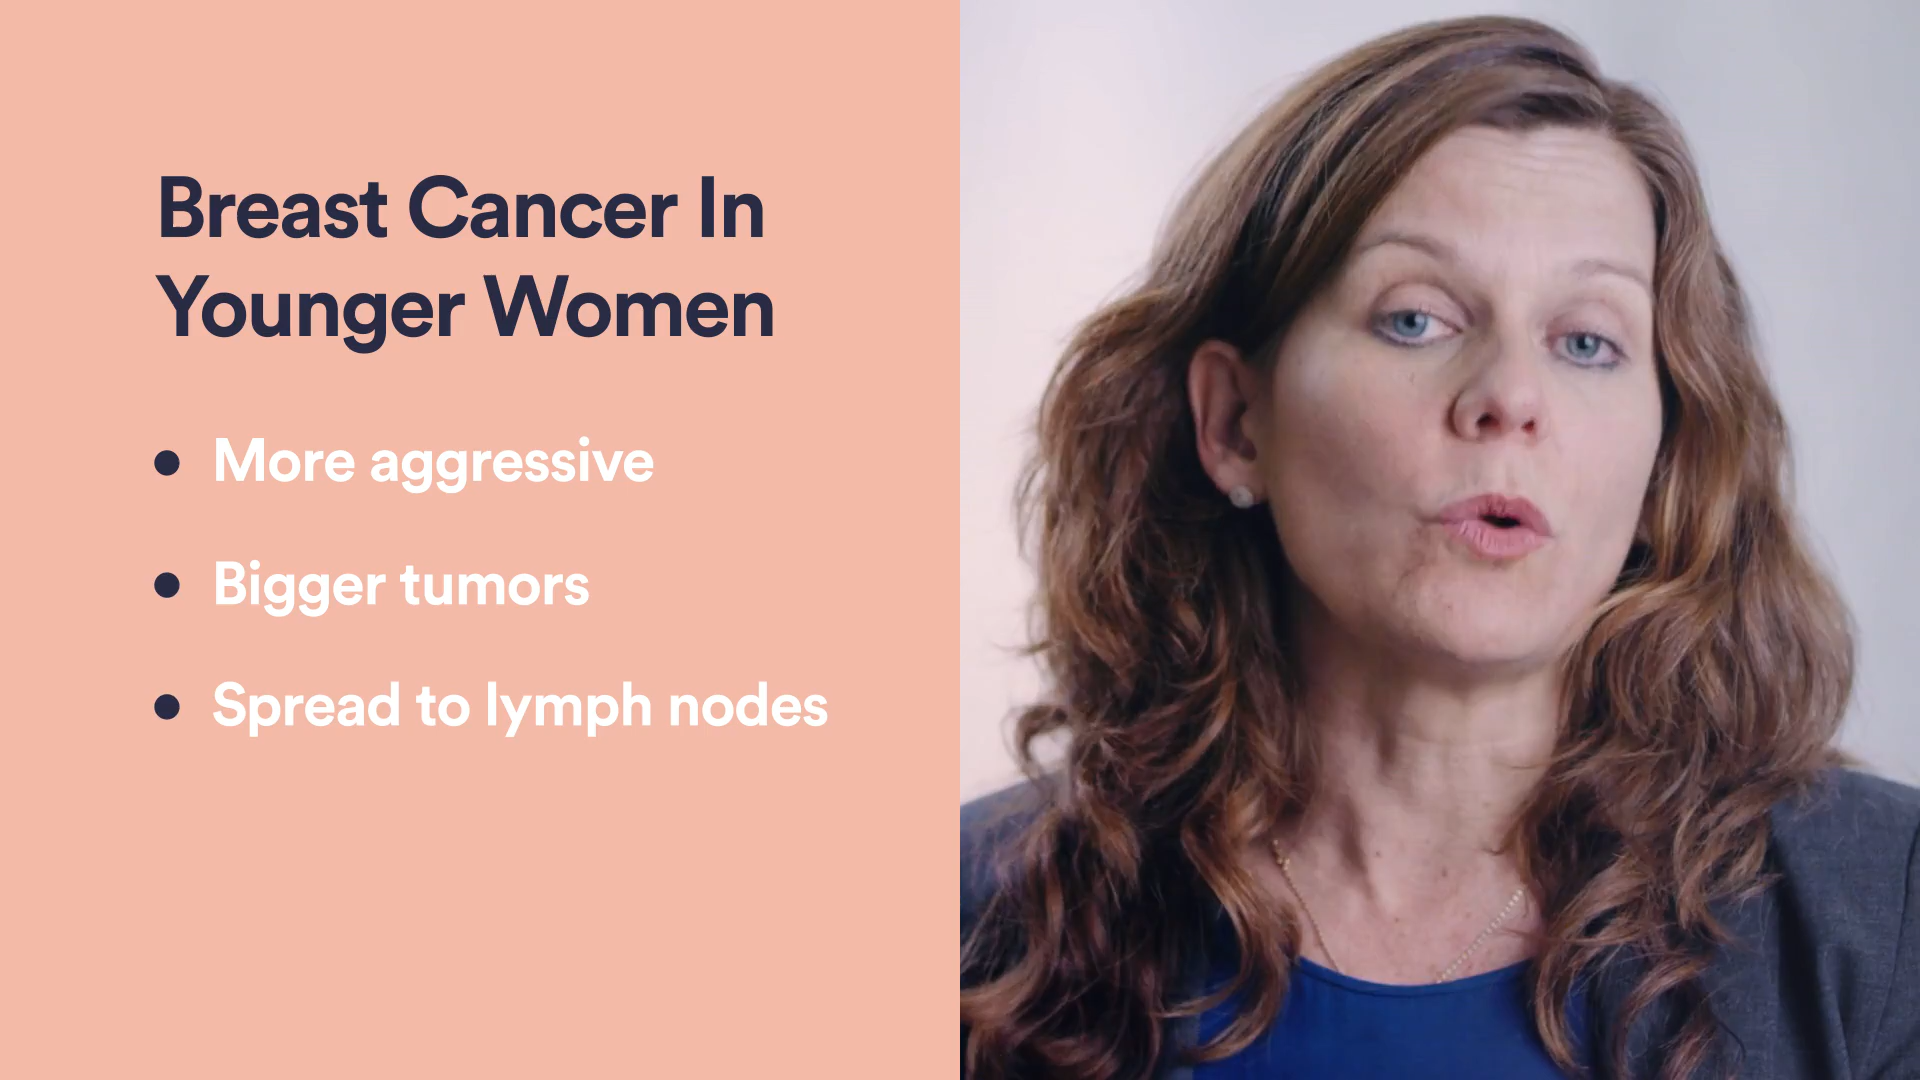 Breast Cancer In
Younger Women
• More aggressive
• Bigger tumors
• Spread to lymph nodes